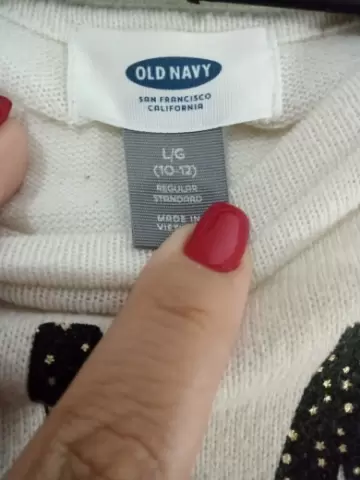 OLD NAVY
SAN FRANCISCO
CALIFORNIA
L/G
(10-12)
REGULAR
STANDARD
MADE IN